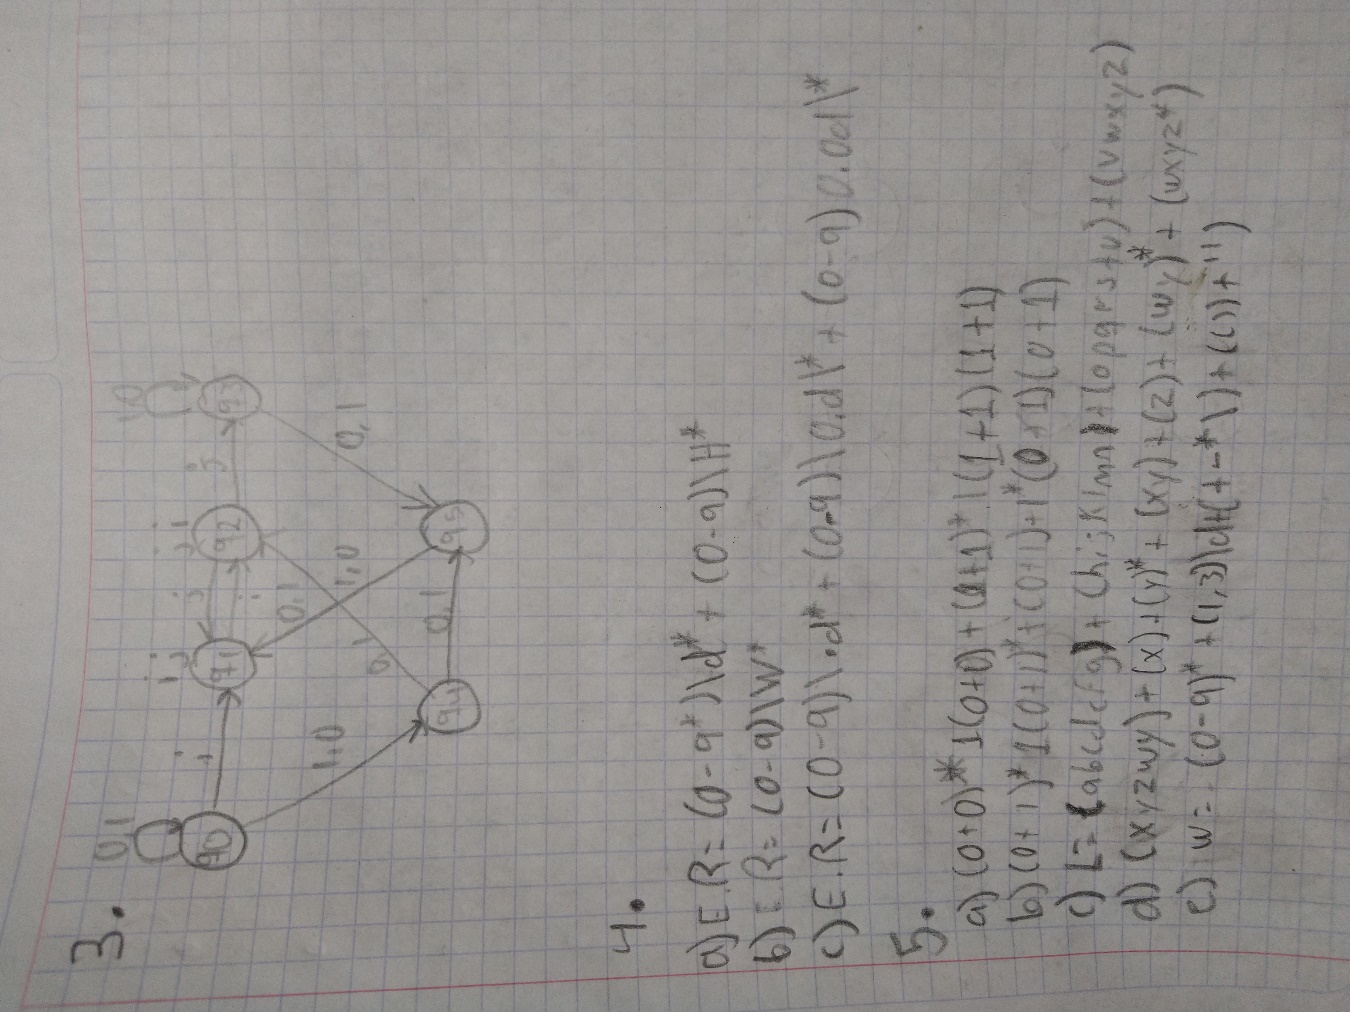 3.
0,1
q0
i
1,0
i
j
q1
j
i
0,1
j
i
q2
j
1,0
q3
0,1
1,0
q4
0,1
q5
4.
a) E.R= (0-9*)\d* + (0-9)\H*
b) E.R= (0-9)\W*
c) E.R= (0-9)\.d* + (0-9)\0.d\* + (0-9)0.0d\*
5.
a) (0+0)** 1(0+0) + (1+1)* 1(1+1)(1+1)
b) (0+1)* 1(0+1)* + (0+1)+1* (0+1)(0+1)
c) L= (abcdefg) + (hijklmn) + (opqrstu) + (vwxyz)
d) (xyzwy) + (x) + (y)* + (xy) + (z) + (wy)* + (wxyz*)
e) w= (0-9)* + (1,3)\d+(+-*\) + (()) + ")